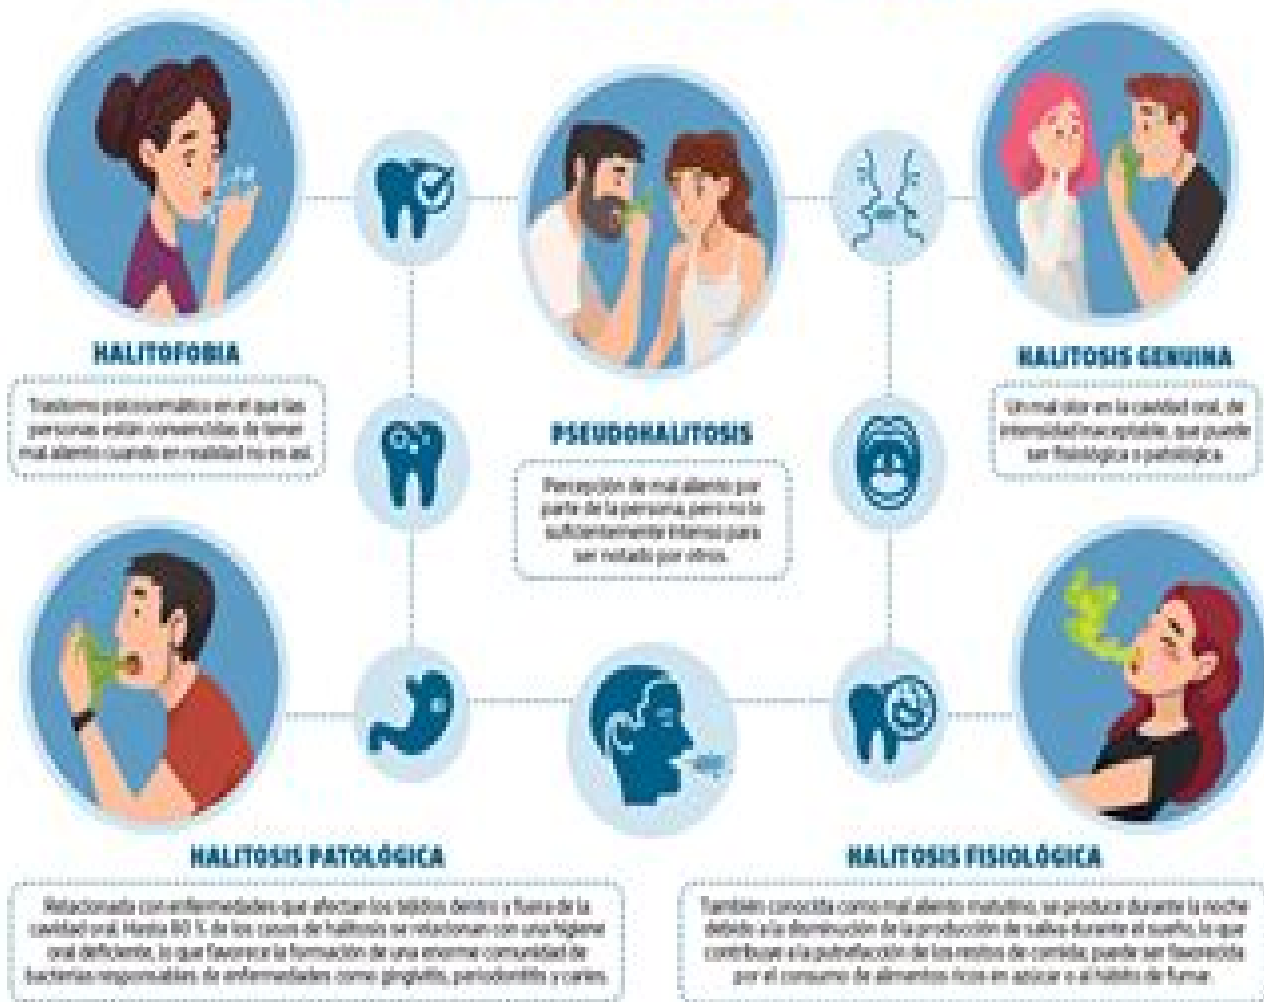 HALITOFOBIA
Trastorno psicosomático en el que las
personas están convencidas de tener
mal aliento cuando en realidad no es así.
PSEUDOHALITOSIS
Percepción de mal aliento por
parte de la persona, pero no lo
suficientemente intenso para
ser notado por otros.
HALITOSIS GENUINA
Un mal olor en la cavidad oral, de
intensidad inaceptable, que puede
ser fisiológica o patológica.
HALITOSIS PATOLÓGICA
Relacionada con enfermedades que afectan los tejidos dentro y fuera de la
cavidad oral. Hasta 80 % de los casos de halitosis se relacionan con una higiene
oral deficiente, lo que favorece la formación de una enorme comunidad de
bacterias responsables de enfermedades como gingivitis, periodontitis y caries.
HALITOSIS FISIOLÓGICA
También conocida como mal aliento matutino, se produce durante la noche
debido a la disminución de la producción de saliva durante el sueño, lo que
contribuye a la putrefacción de los restos de comida; puede ser favorecida
por el consumo de alimentos ricos en azúcar o al hábito de fumar.